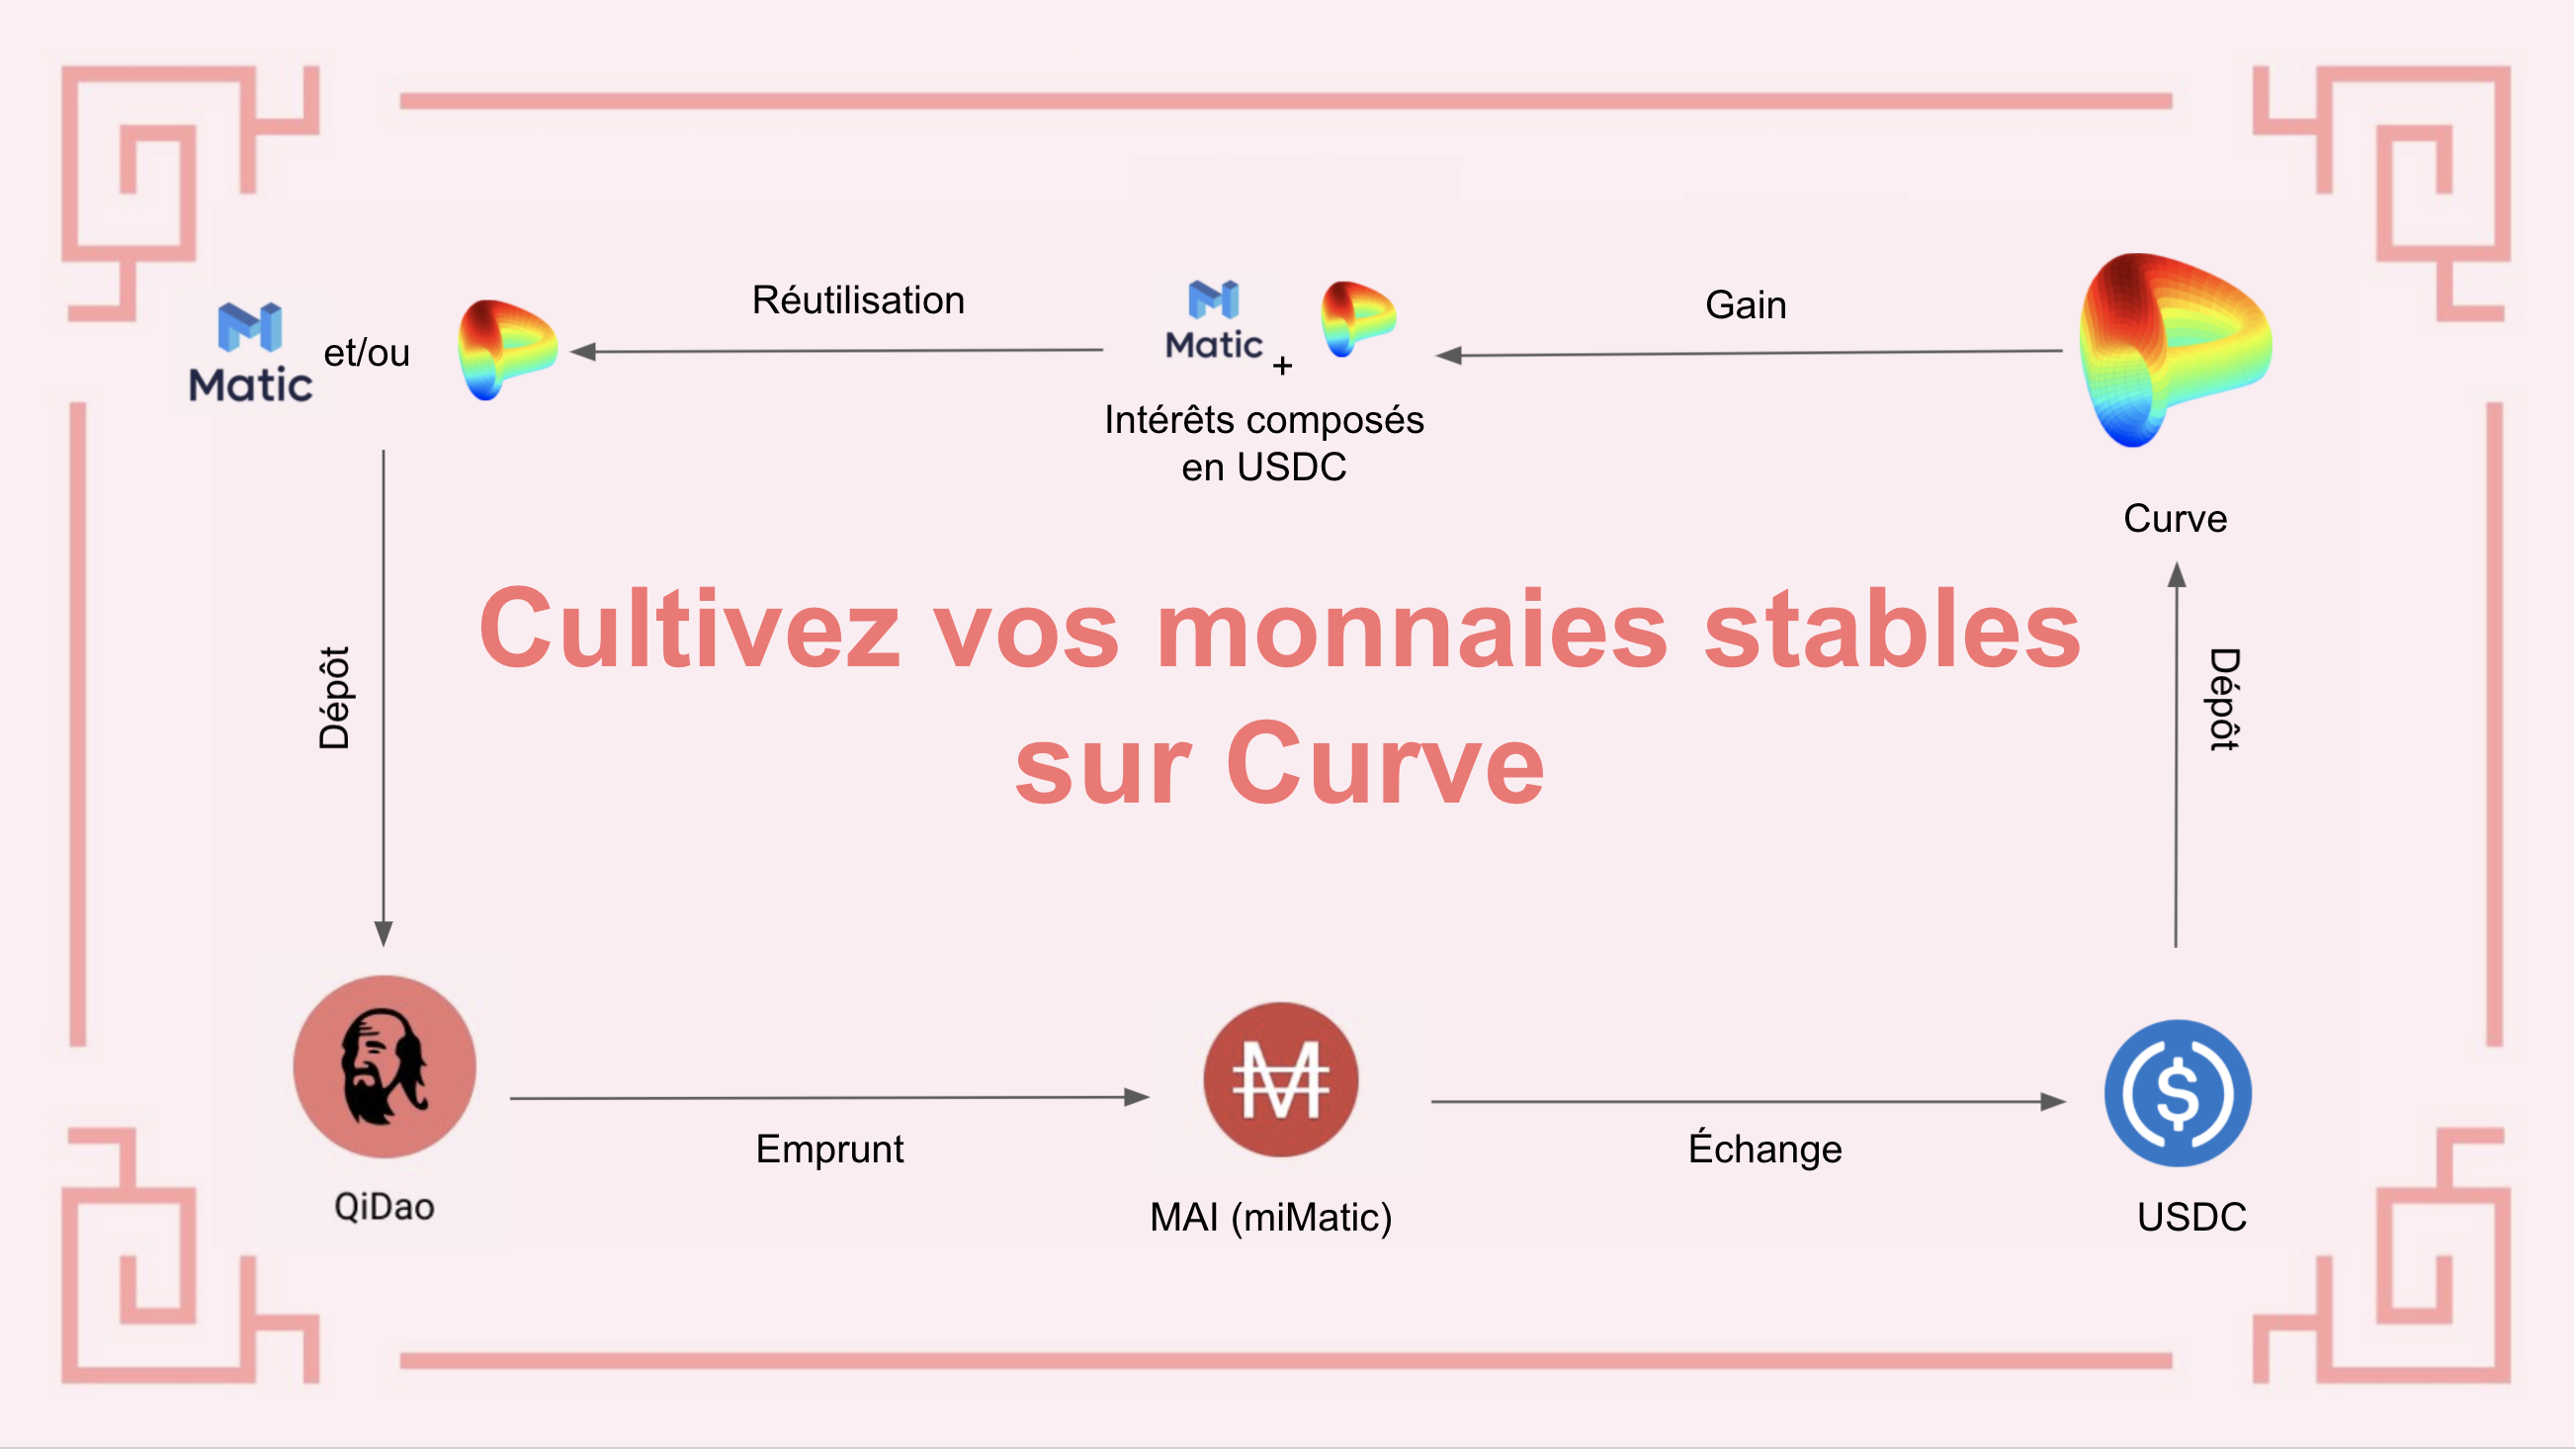 Réutilisation
Gain
Matic
et/ou
Matic
+
Intérêts composés
en USDC
Curve
Cultivez vos monnaies stables
sur Curve
Dépôt
Dépôt
Emprunt
Échange
QiDao
MAI (miMatic)
USDC